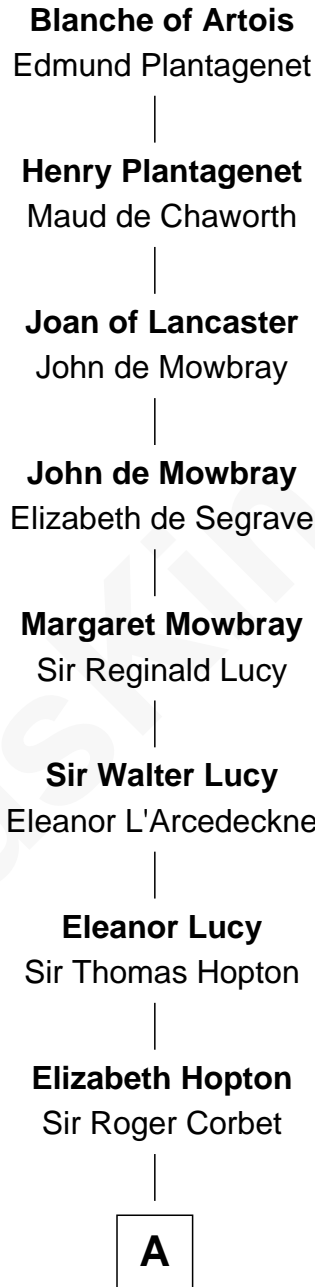 Blanche of Artois
Edmund Plantagenet
Henry Plantagenet
Maud de Chaworth
Joan of Lancaster
John de Mowbray
John de Mowbray
Elizabeth de Segrave
Margaret Mowbray
Sir Reginald Lucy
Sir Walter Lucy
Eleanor L'Arcedeckne
Eleanor Lucy
Sir Thomas Hopton
Elizabeth Hopton
Sir Roger Corbet
A